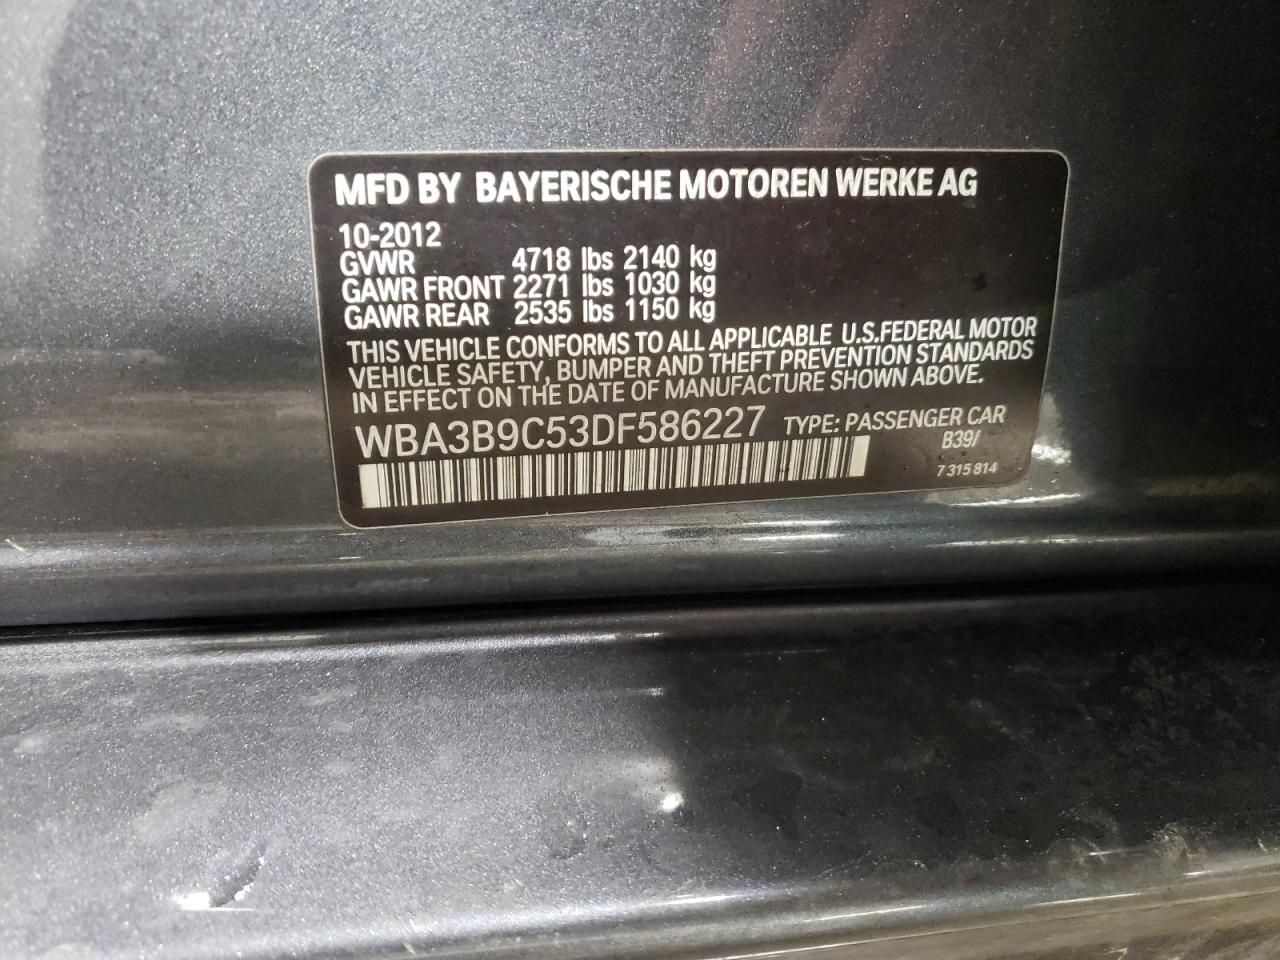 MFD BY BAYERISCHE MOTOREN WERKE AG
10-2012
GVWR 4718 lbs 2140 kg
GAWR FRONT 2271 lbs 1030 kg
GAWR REAR 2535 lbs 1150 kg
THIS VEHICLE CONFORMS TO ALL APPLICABLE U.S.FEDERAL MOTOR
VEHICLE SAFETY, BUMPER AND THEFT PREVENTION STANDARDS
IN EFFECT ON THE DATE OF MANUFACTURE SHOWN ABOVE.
WBA3B9C53DF586227 TYPE: PASSENGER CAR
B39/
7 315 814